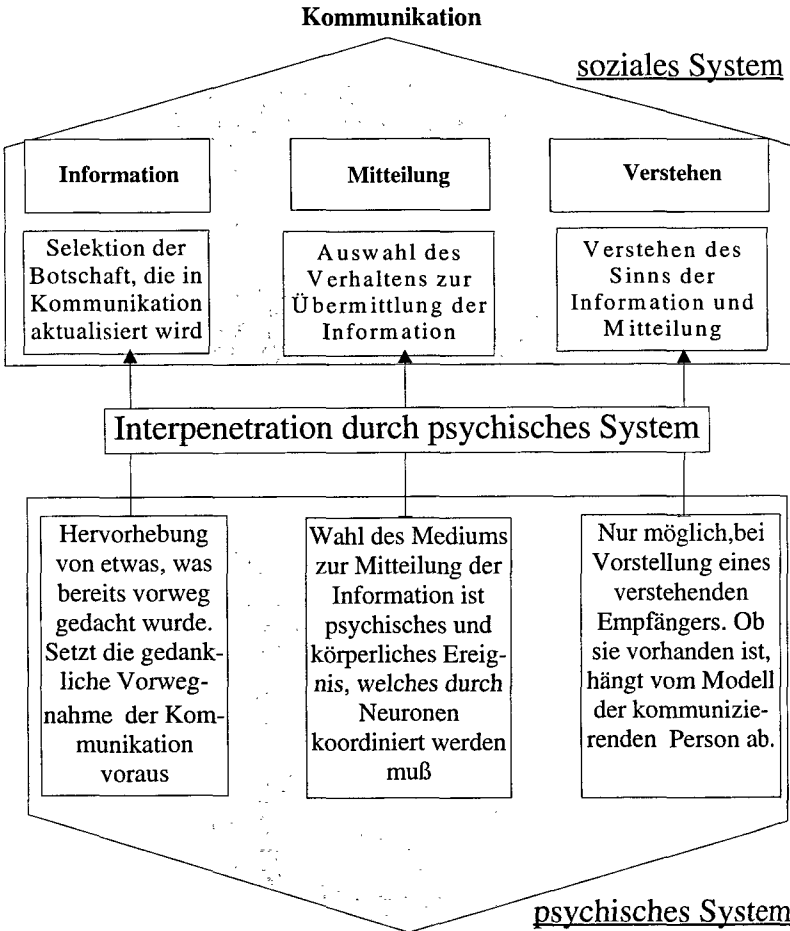 Kommunikation
soziales System
Information
Mitteilung
Verstehen
Selektion der
Botschaft, die in
Kommunikation
aktualisiert wird
Auswahl des
Verhaltens zur
Übermittlung der
Information
Verstehen des
Sinns der
Information und
Mitteilung
Interpenetration durch psychisches System
Hervorhebung
von etwas, was
bereits vorweg
gedacht wurde.
Setzt die gedank-
liche Vorweg-
nahme der Kom-
munikation
voraus
Wahl des Mediums
zur Mitteilung der
Information ist
psychisches und
körperliches Ereig-
nis, welches durch
Neuronen
koordiniert werden
muß
Nur möglich,bei
Vorstellung eines
verstehenden
Empfängers. Ob
sie vorhanden ist,
hängt vom Modell
der kommunizie-
renden Person ab.
psychisches System